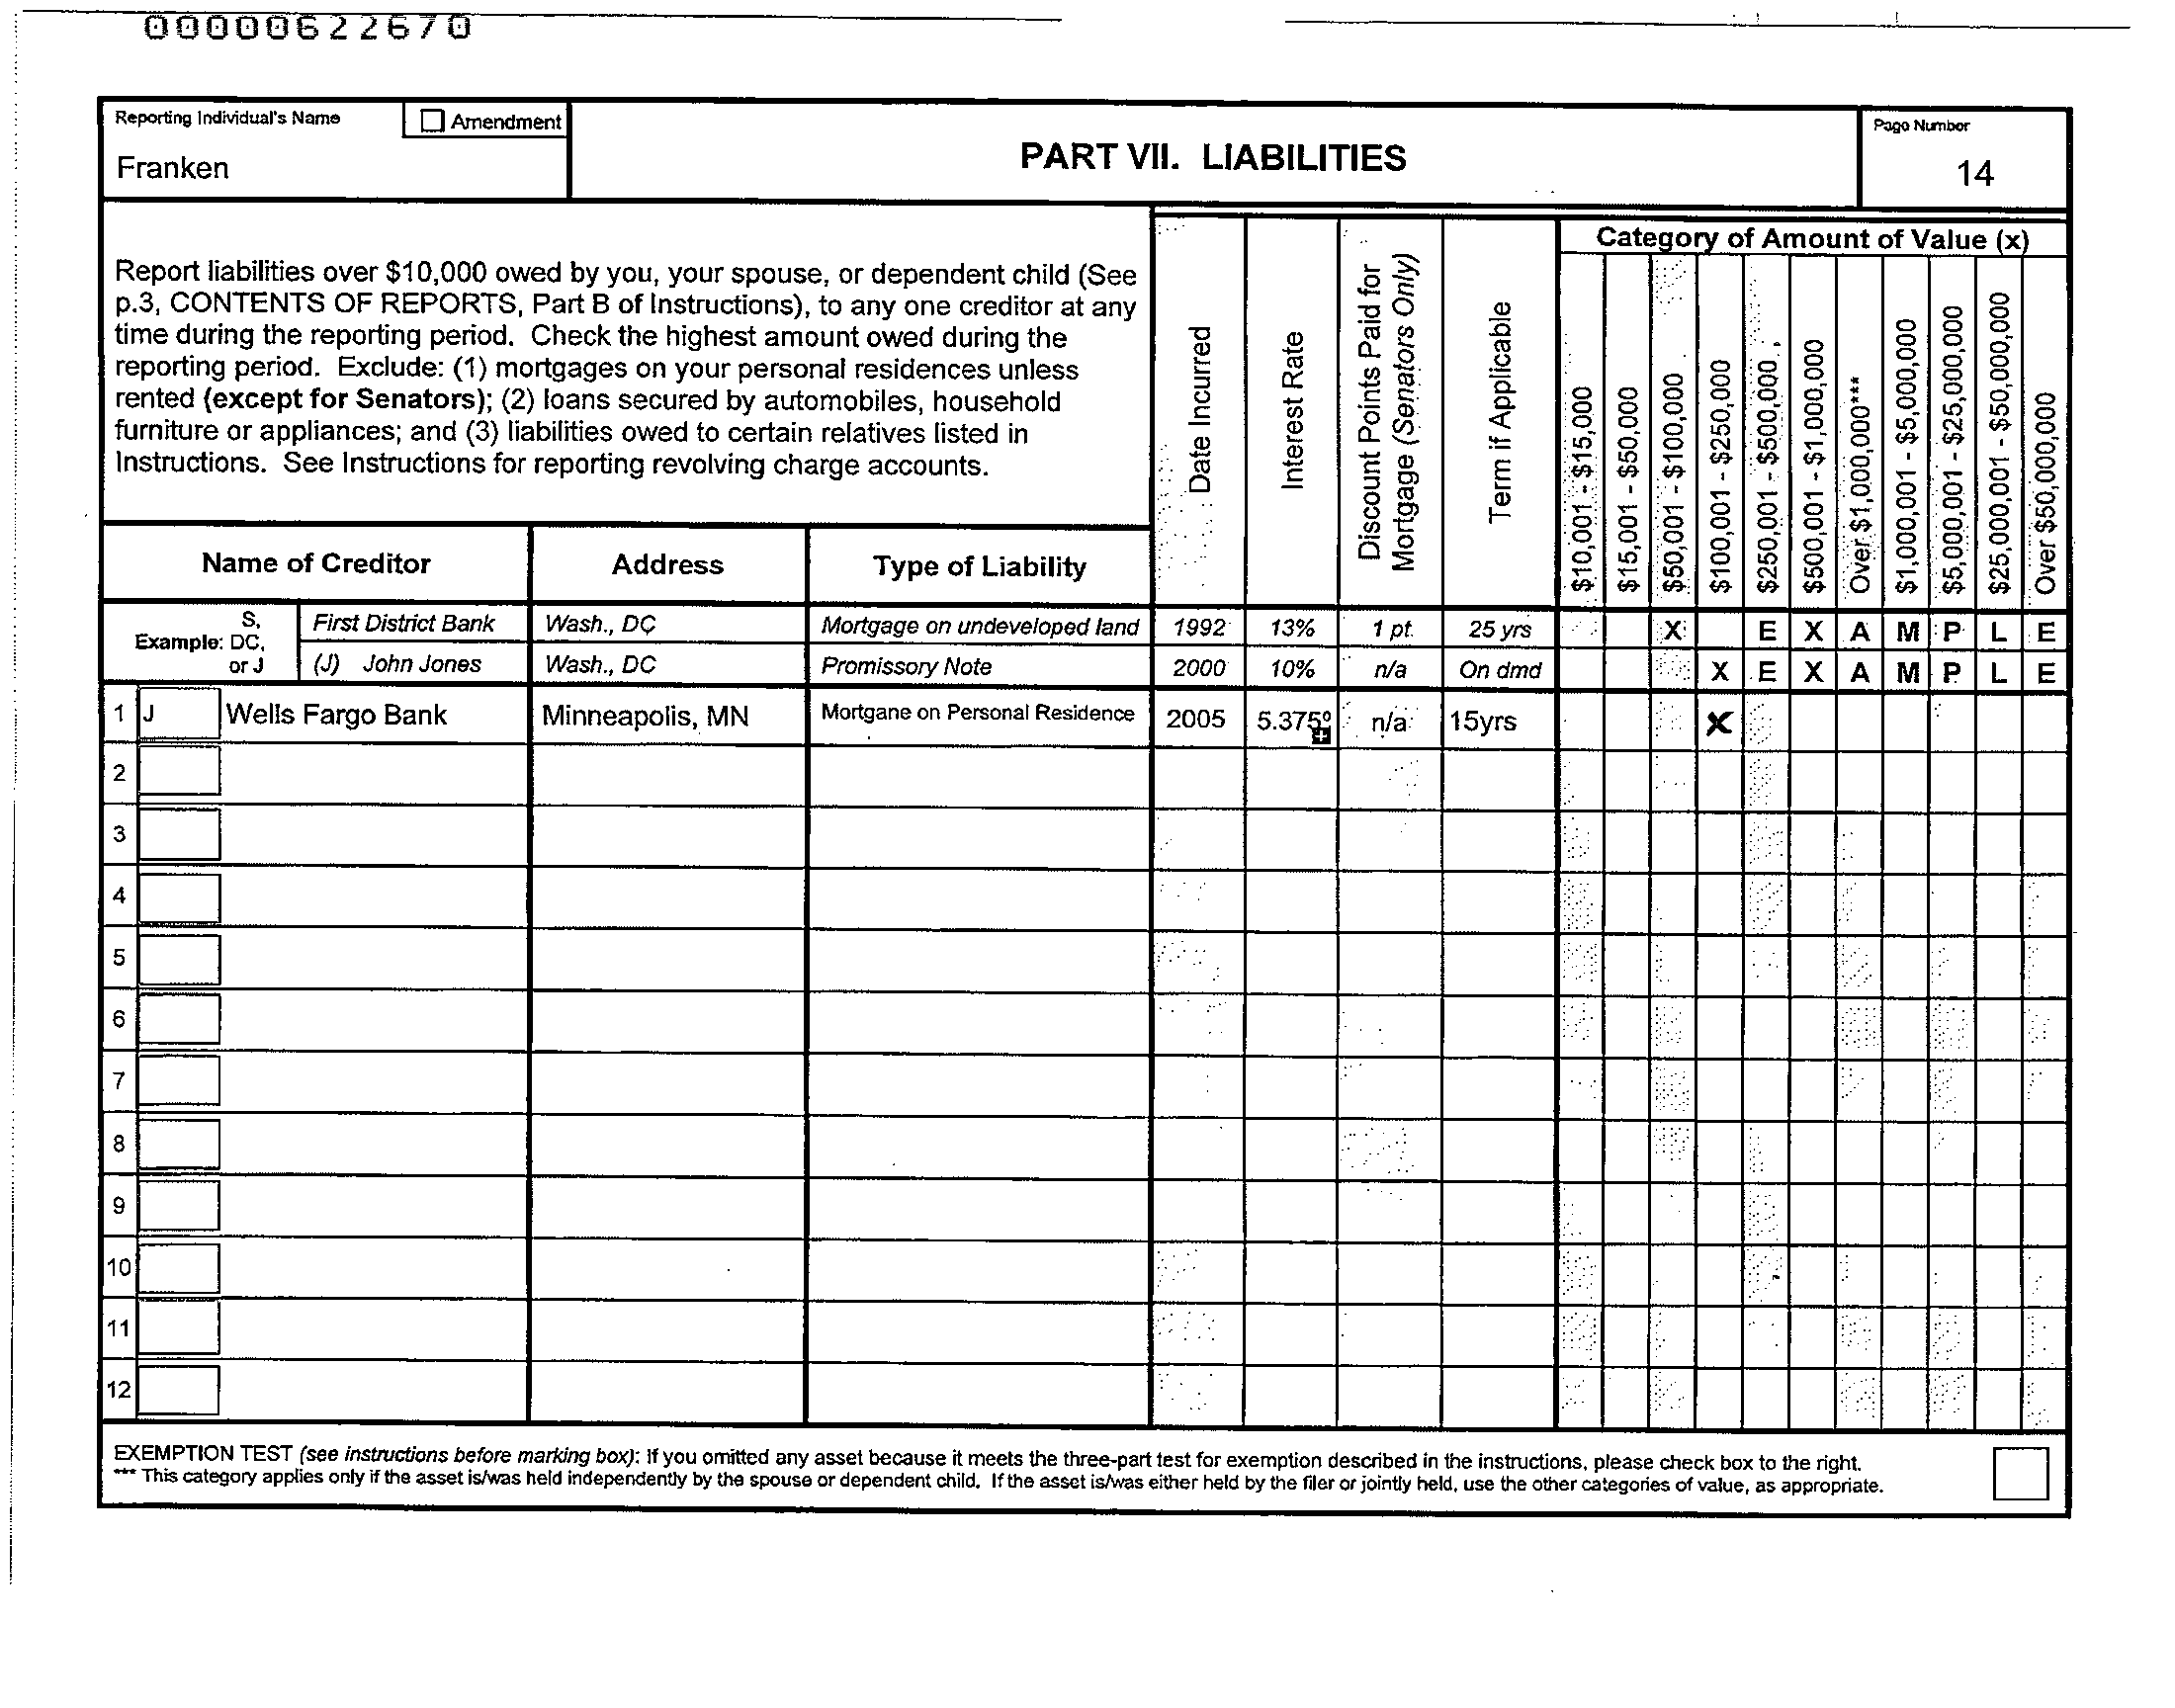 00000622670
Reporting Individual's Name
Amendment
Franken
PART VII. LIABILITIES
Page Number
14
Report liabilities over $10,000 owed by you, your spouse, or dependent child (See
p.3, CONTENTS OF REPORTS, Part B of Instructions), to any one creditor at any
time during the reporting period. Check the highest amount owed during the
reporting period. Exclude: (1) mortgages on your personal residences unless
rented (except for Senators); (2) loans secured by automobiles, household
furniture or appliances; and (3) liabilities owed to certain relatives listed in
Instructions. See Instructions for reporting revolving charge accounts.
Date Incurred
Interest Rate
Discount Points Paid for
Mortgage (Senators Only)
Term if Applicable
Category of Amount of Value (x)
$10,001 - $15,000
$15,001 - $50,000
$50,001 - $100,000
$100,001 - $250,000
$250,001 - $500,000
$500,001 - $1,000,000
Over $1,000,000***
$1,000,001 - $5,000,000
$5,000,001 - $25,000,000
$25,000,001 - $50,000,000
Over $50,000,000
Name of Creditor Address Type of Liability
Example: S, DC, or J
First District Bank Wash., DC Mortgage on undeveloped land 1992 13% 1 pt. 25 yrs X E X A M P L E
(J) John Jones Wash., DC Promissory Note 2000 10% n/a On dmd X E X A M P L E
1 J Wells Fargo Bank Minneapolis, MN Mortgane on Personal Residence 2005 5.375% n/a 15yrs X
2
3
4
5
6
7
8
9
10
11
12
EXEMPTION TEST (see instructions before marking box): If you omitted any asset because it meets the three-part test for exemption described in the instructions, please check box to the right.
*** This category applies only if the asset is/was held independently by the spouse or dependent child. If the asset is/was either held by the filer or jointly held, use the other categories of value, as appropriate.